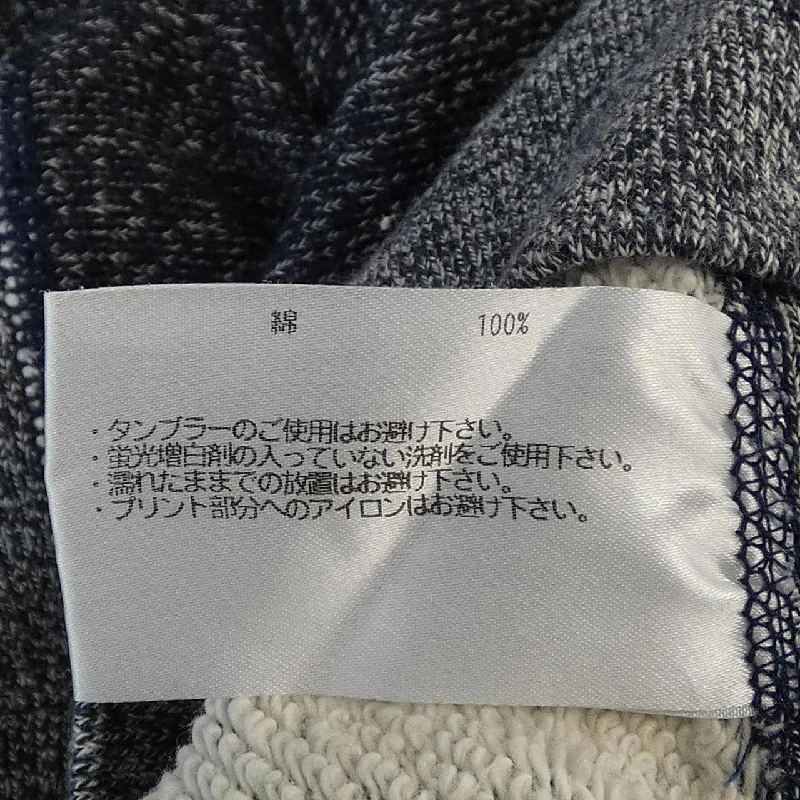 綿 100%
・タンブラーのご使用はお避け下さい。
・蛍光増白剤の入っていない洗剤をご使用下さい。
・濡れたままでの放置はお避け下さい。
・プリント部分へのアイロンはお避け下さい。